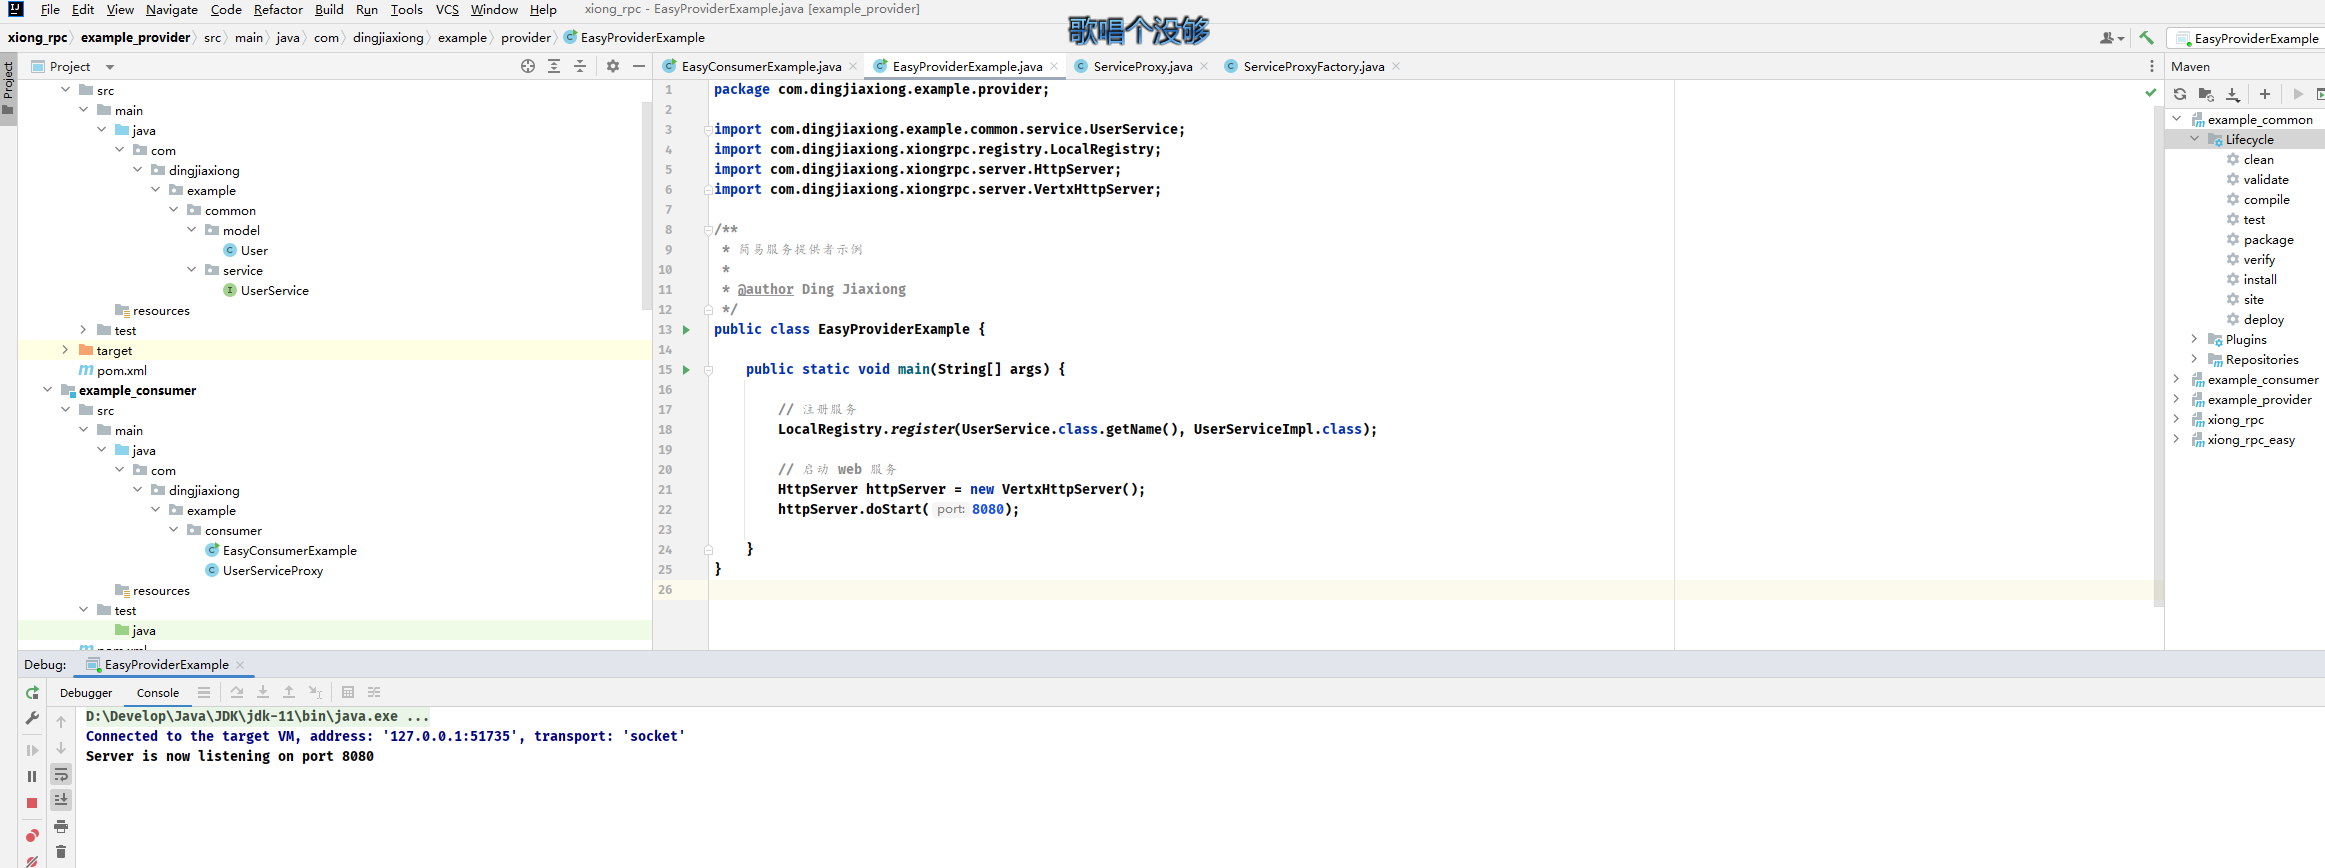 File Edit View Navigate Code Refactor Build Run Tools VCS Window Help xiong_rpc - EasyProviderExample.java [example_provider]
歌唱个没够
xiong_rpc example_provider src main java com dingjiaxiong example provider EasyProviderExample
EasyProviderExample
Project
Project
EasyConsumerExample.java EasyProviderExample.java ServiceProxy.java ServiceProxyFactory.java
Maven
src
main
java
com
dingjiaxiong
example
common
model
User
service
UserService
resources
test
target
pom.xml
example_consumer
src
main
java
com
dingjiaxiong
example
consumer
EasyConsumerExample
UserServiceProxy
resources
test
java
pom.xml
1 package com.dingjiaxiong.example.provider;
2
3 import com.dingjiaxiong.example.common.service.UserService;
4 import com.dingjiaxiong.xiongrpc.registry.LocalRegistry;
5 import com.dingjiaxiong.xiongrpc.server.HttpServer;
6 import com.dingjiaxiong.xiongrpc.server.VertxHttpServer;
7
8 /**
9 * 简易服务提供者示例
10 *
11 * @author Ding Jiaxiong
12 */
13 public class EasyProviderExample {
14
15 public static void main(String[] args) {
16
17 // 注册服务
18 LocalRegistry.register(UserService.class.getName(), UserServiceImpl.class);
19
20 // 启动 web 服务
21 HttpServer httpServer = new VertxHttpServer();
22 httpServer.doStart( port: 8080);
23
24 }
25 }
26
example_common
Lifecycle
clean
validate
compile
test
package
verify
install
site
deploy
Plugins
Repositories
example_consumer
example_provider
xiong_rpc
xiong_rpc_easy
Debug: EasyProviderExample
Debugger Console
D:\Develop\Java\JDK\jdk-11\bin\java.exe ...
Connected to the target VM, address: '127.0.0.1:51735', transport: 'socket'
Server is now listening on port 8080